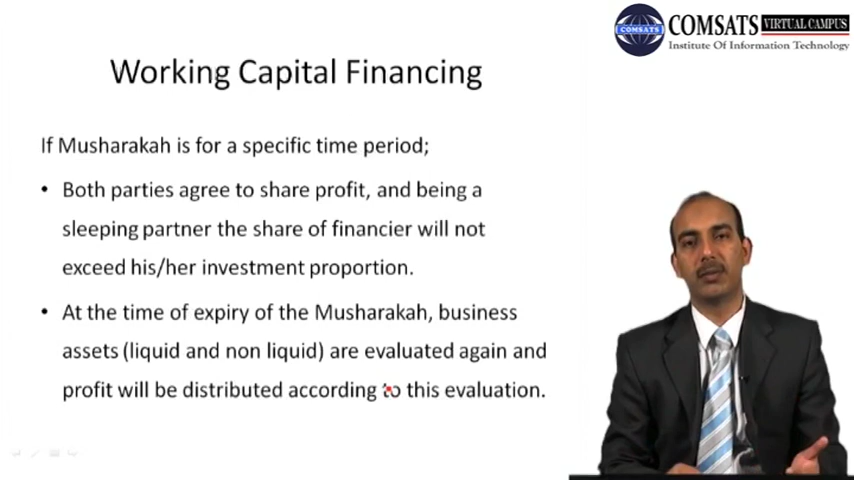 COMSATS VIRTUAL CAMPUS
Institute Of Information Technology
Working Capital Financing
If Musharakah is for a specific time period;
• Both parties agree to share profit, and being a
sleeping partner the share of financier will not
exceed his/her investment proportion.
• At the time of expiry of the Musharakah, business
assets (liquid and non liquid) are evaluated again and
profit will be distributed according to this evaluation.